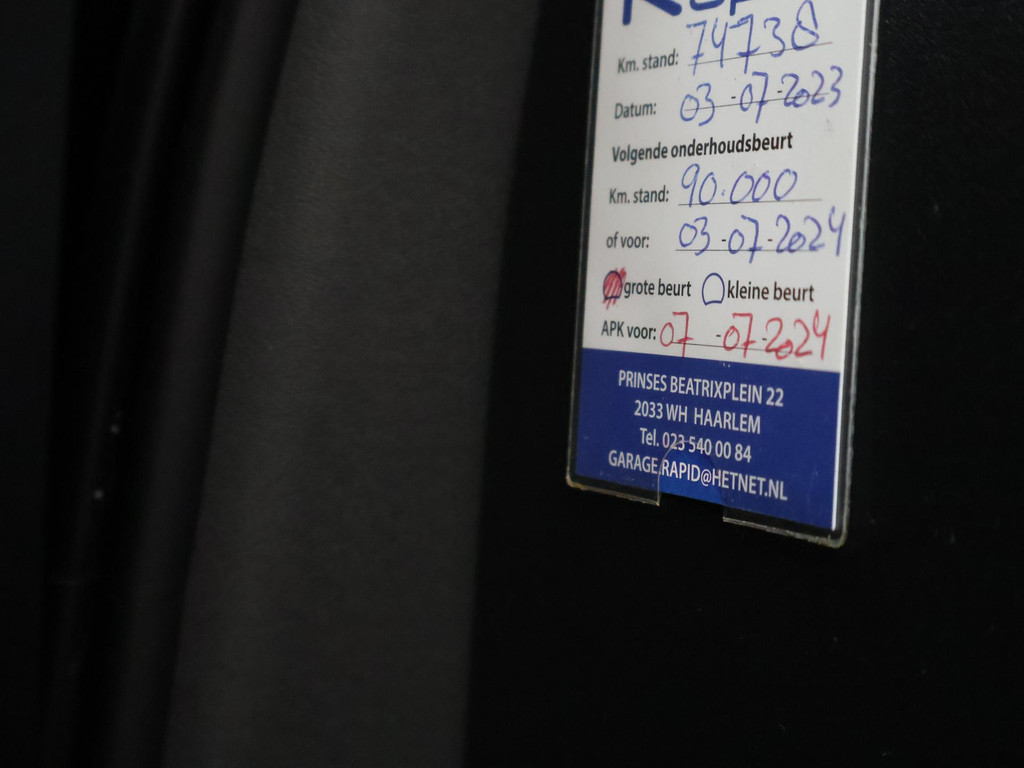 Km. stand: 74738
Datum: 03-07-2023
Volgende onderhoudsbeurt
Km. stand: 90.000
of voor: 03-07-2024
grote beurt kleine beurt
APK voor: 07-07-2024
PRINSES BEATRIXPLEIN 22
2033 WH HAARLEM
Tel. 023 540 00 84
GARAGE.RAPID@HETNET.NL